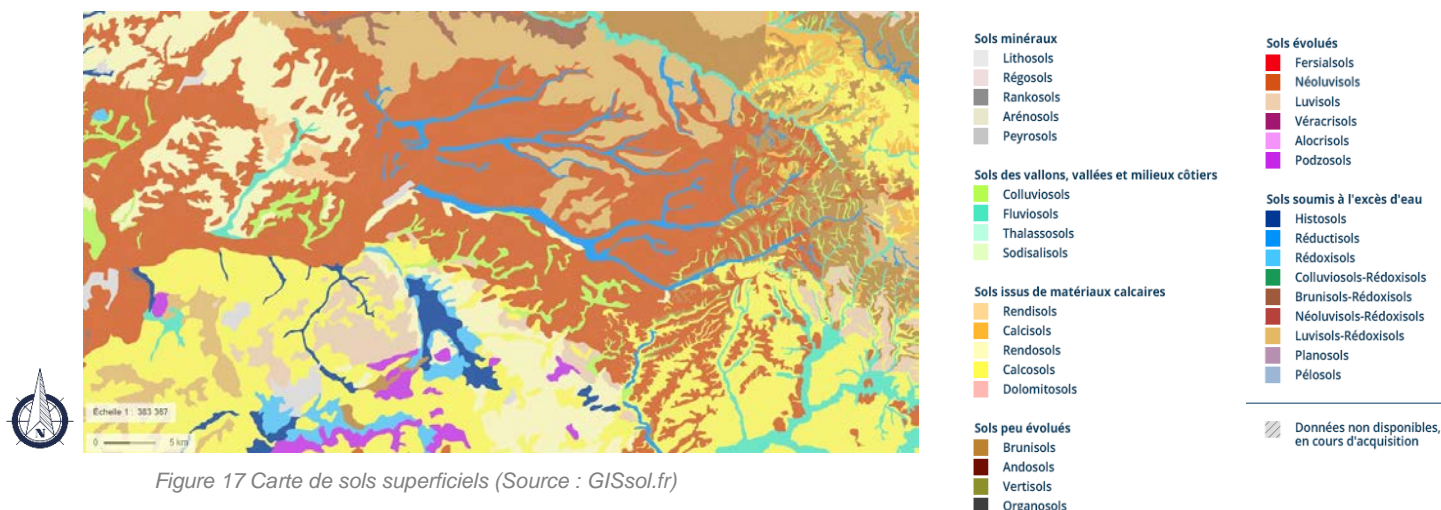 Échelle 1 : 383 387
0 5 km
N
Figure 17 Carte de sols superficiels (Source : GISsol.fr)
Sols minéraux
Lithosols
Régosols
Rankosols
Arénosols
Peyrosols
Sols des vallons, vallées et milieux côtiers
Colluviosols
Fluviosols
Thalassosols
Sodisalisols
Sols issus de matériaux calcaires
Rendisols
Calcisols
Rendosols
Calcosols
Dolomitosols
Sols peu évolués
Brunisols
Andosols
Vertisols
Organosols
Sols évolués
Fersialsols
Néoluvisols
Luvisols
Véracrisols
Alocrisols
Podzosols
Sols soumis à l'excès d'eau
Histosols
Réductisols
Rédoxisols
Colluviosols-Rédoxisols
Brunisols-Rédoxisols
Néoluvisols-Rédoxisols
Luvisols-Rédoxisols
Planosols
Pélosols
Données non disponibles,
en cours d'acquisition